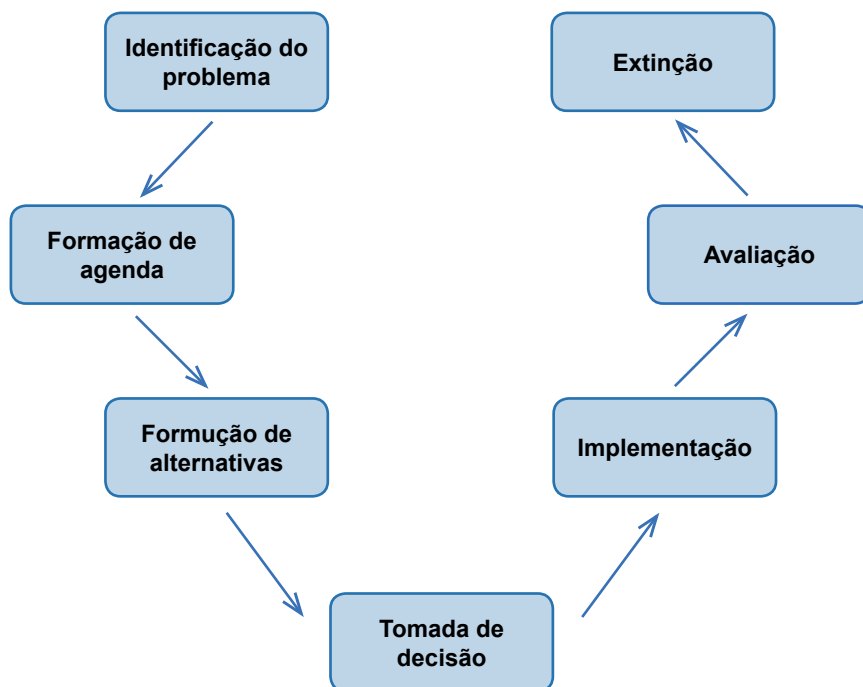 Identificação do
problema
Formação de
agenda
Formução de
alternativas
Tomada de
decisão
Implementação
Avaliação
Extinção